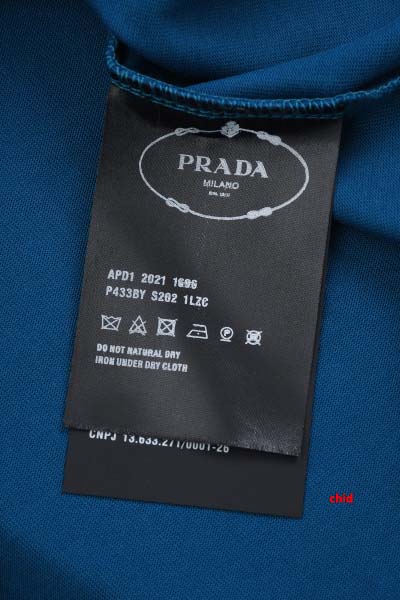 PRADA
MILANO
APD1 2021 1696
P433BY S202 1LZC
DO NOT NATURAL DRY
IRON UNDER DRY CLOTH
CNPJ 13.633.271/0001-26
chid